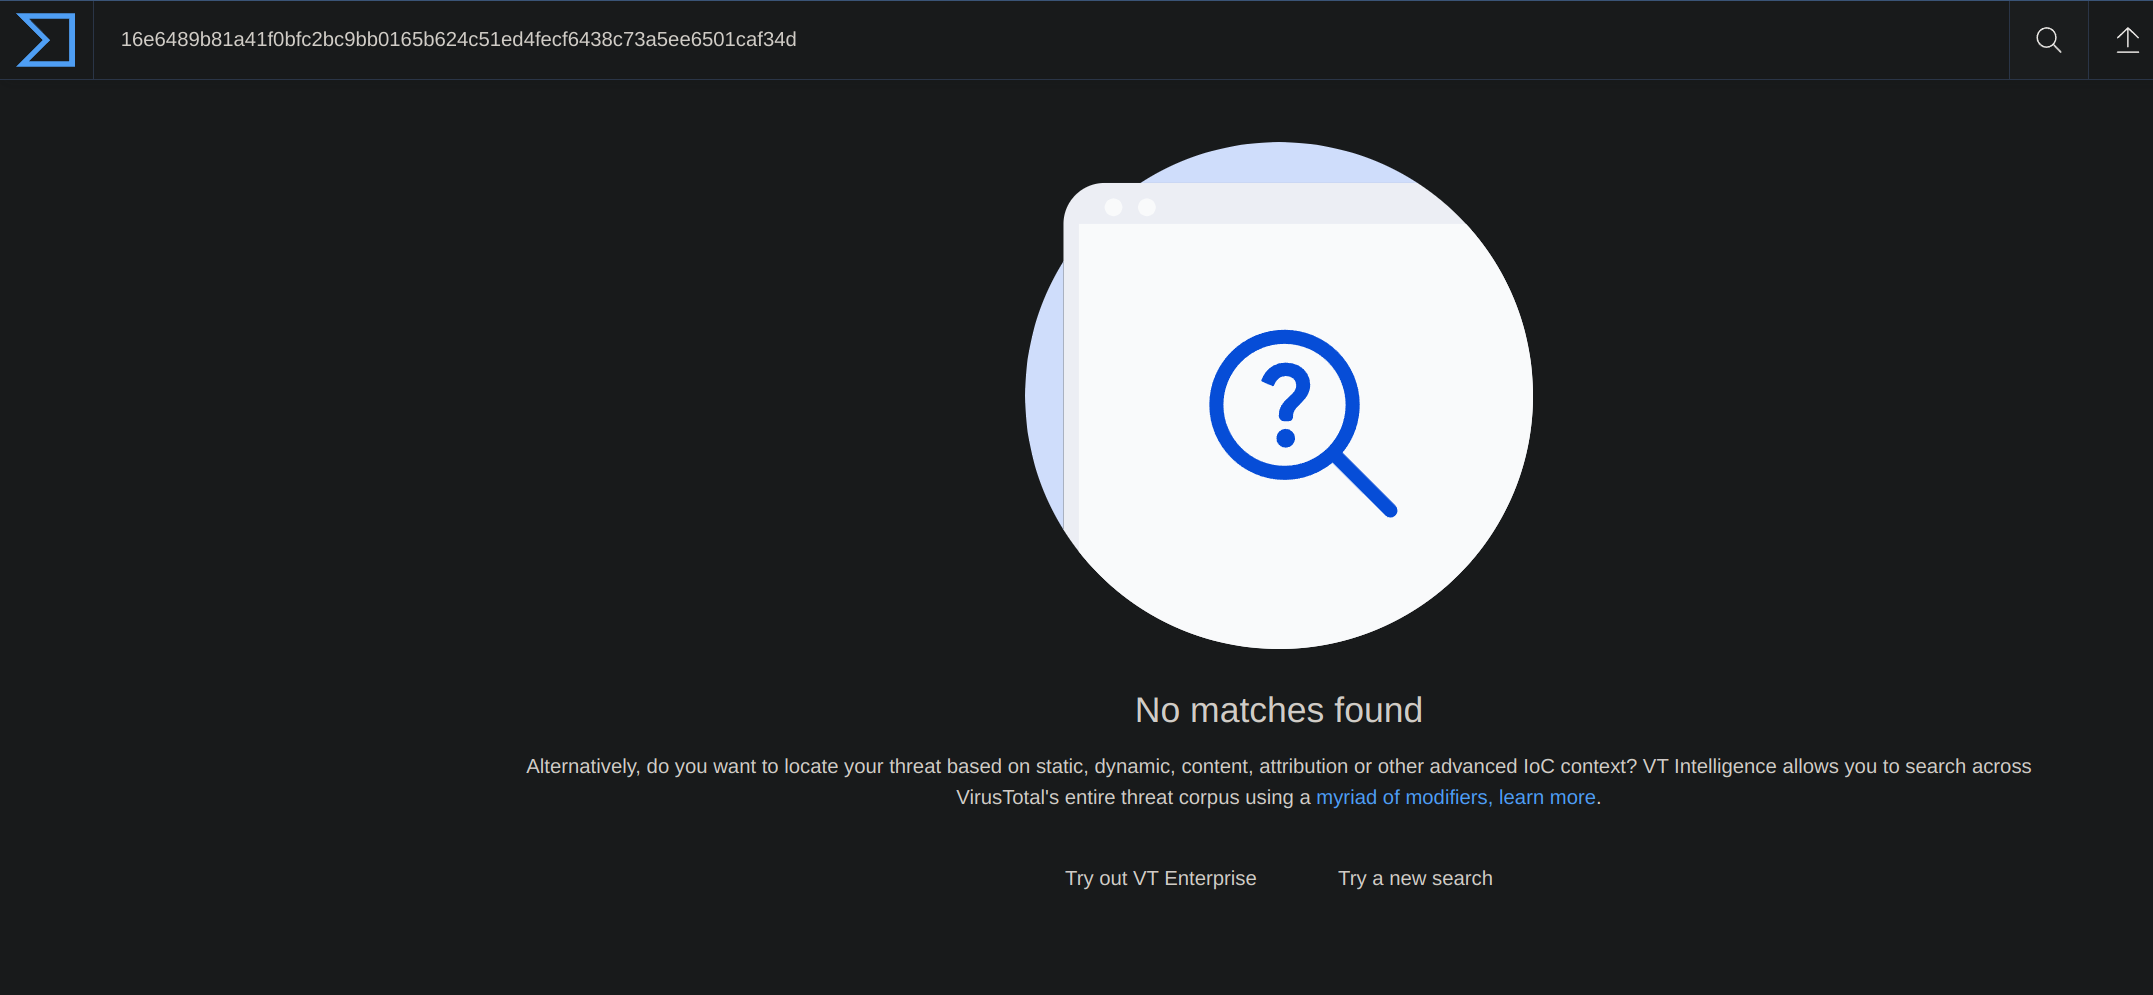 16e6489b81a41f0bfc2bc9bb0165b624c51ed4fecf6438c73a5ee6501caf34d
No matches found
Alternatively, do you want to locate your threat based on static, dynamic, content, attribution or other advanced IoC context? VT Intelligence allows you to search across
VirusTotal's entire threat corpus using a myriad of modifiers, learn more.
Try out VT Enterprise Try a new search